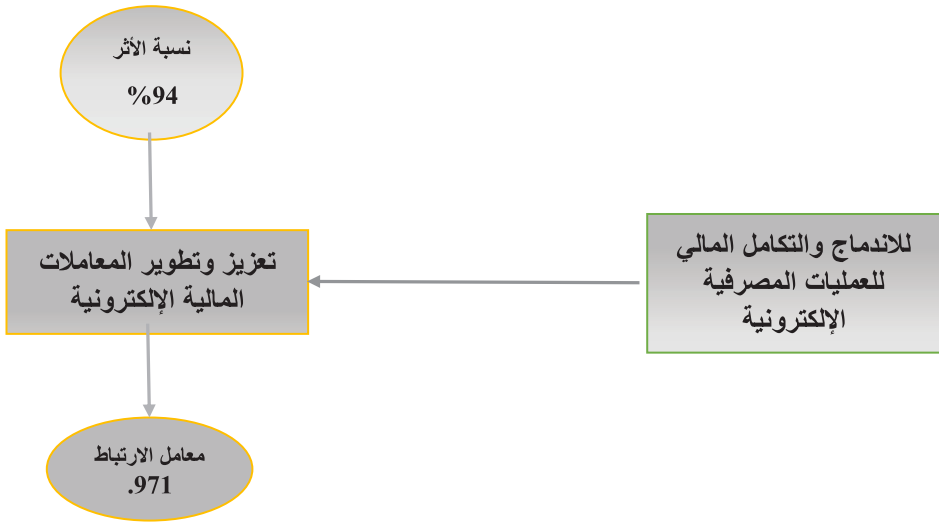 نسبة الأثر
%94
للاندماج والتكامل المالي
للعمليات المصرفية
الإلكترونية
تعزيز وتطوير المعاملات
المالية الإلكترونية
معامل الارتباط
.971